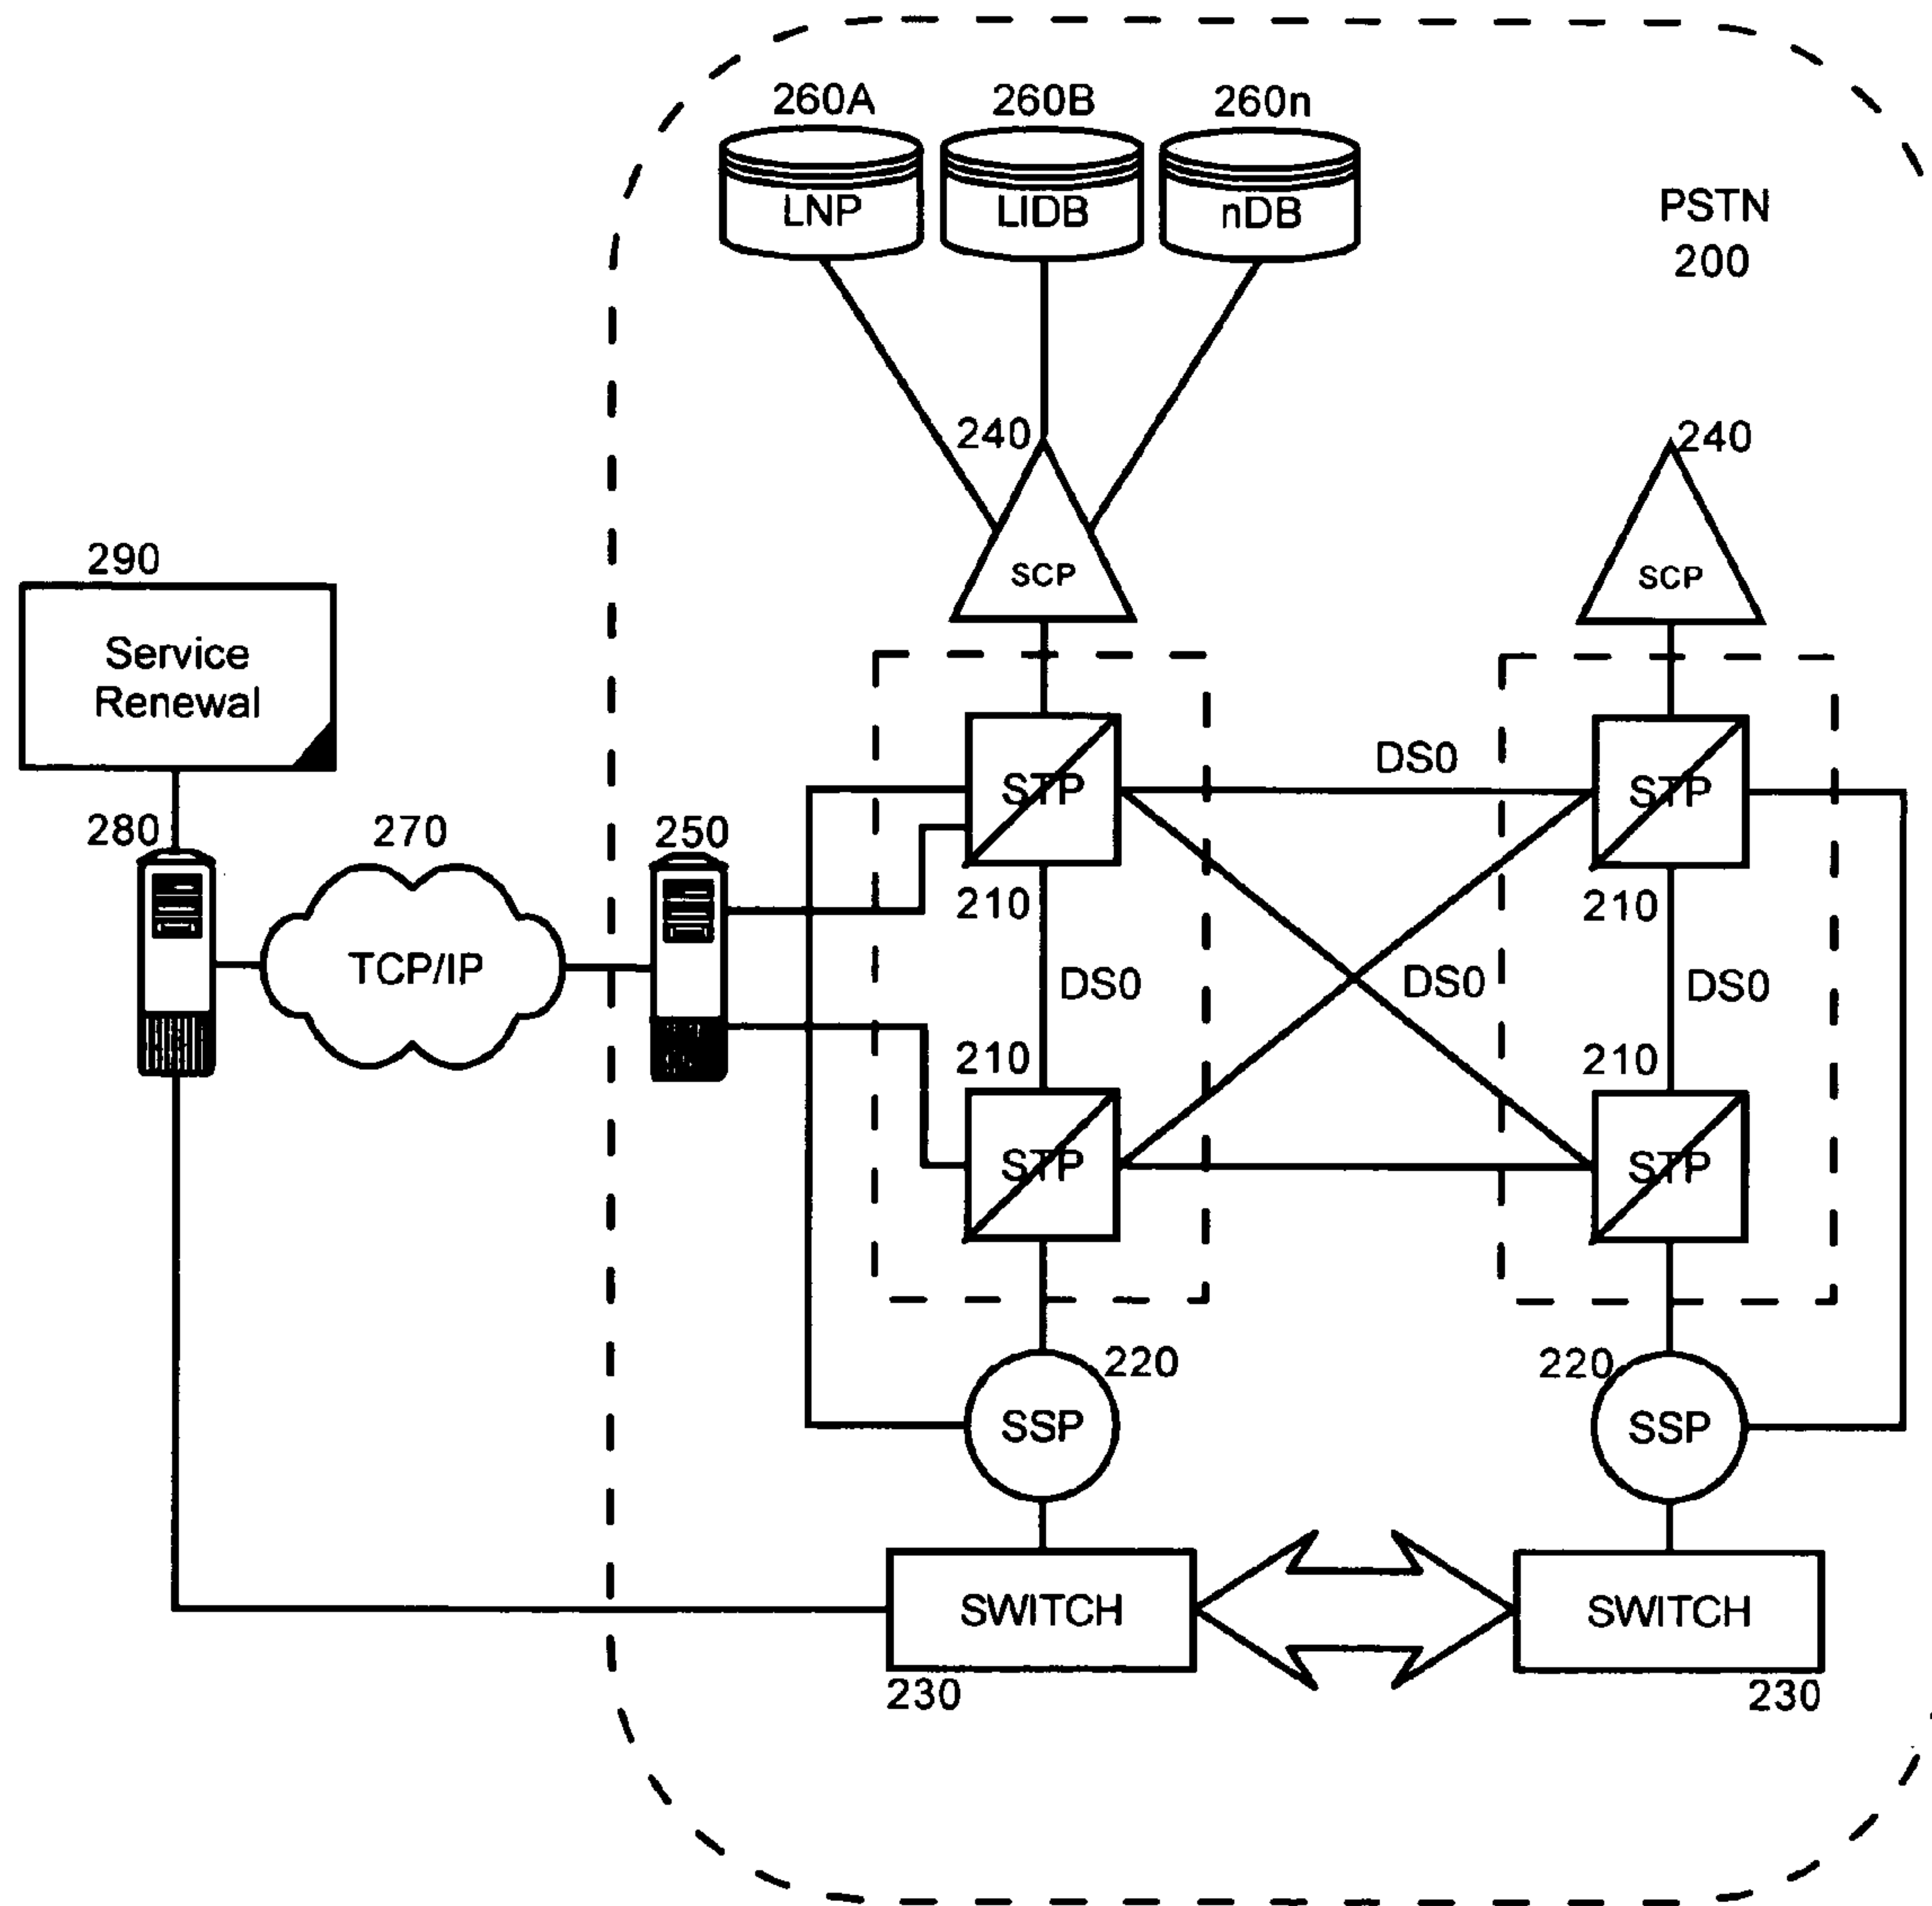 260A 260B 260n
LNP LIDB nDB
PSTN
200
240 240
SCP SCP
290
Service
Renewal
280 270 250
TCP/IP
STP DS0 STP
210 210
DS0 DS0 DS0
210 210
STP STP
220 220
SSP SSP
SWITCH SWITCH
230 230